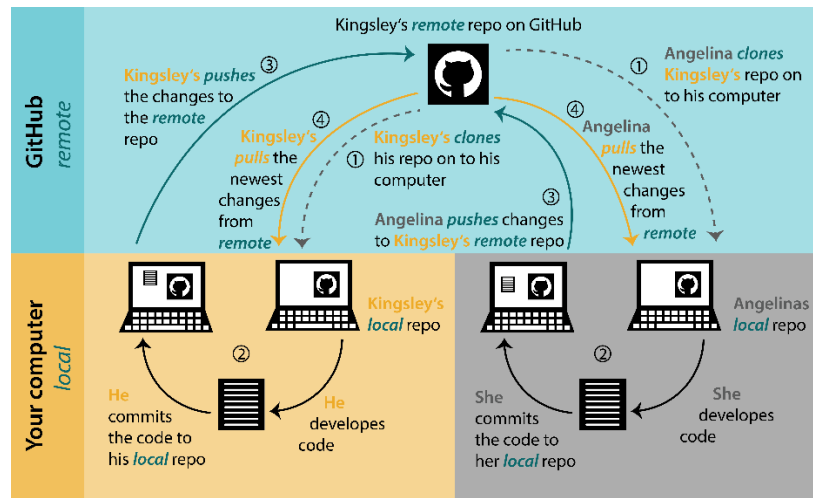 Kingsley's remote repo on GitHub
GitHub
remote
③
Kingsley's pushes
the changes to
the remote
repo
④
Kingsley's
pulls the
newest
changes
from
remote
①
Kingsley's clones
his repo on to his
computer
①
Angelina clones
Kingsley's repo on
to his computer
④
Angelina
pulls the
newest
changes
from
remote
③
Angelina pushes changes
to Kingsley's remote repo
Your computer
local
Kingsley's
local repo
②
He
commits
the code to
his local repo
He
developes
code
Angelinas
local repo
②
She
commits
the code to
her local repo
She
developes
code